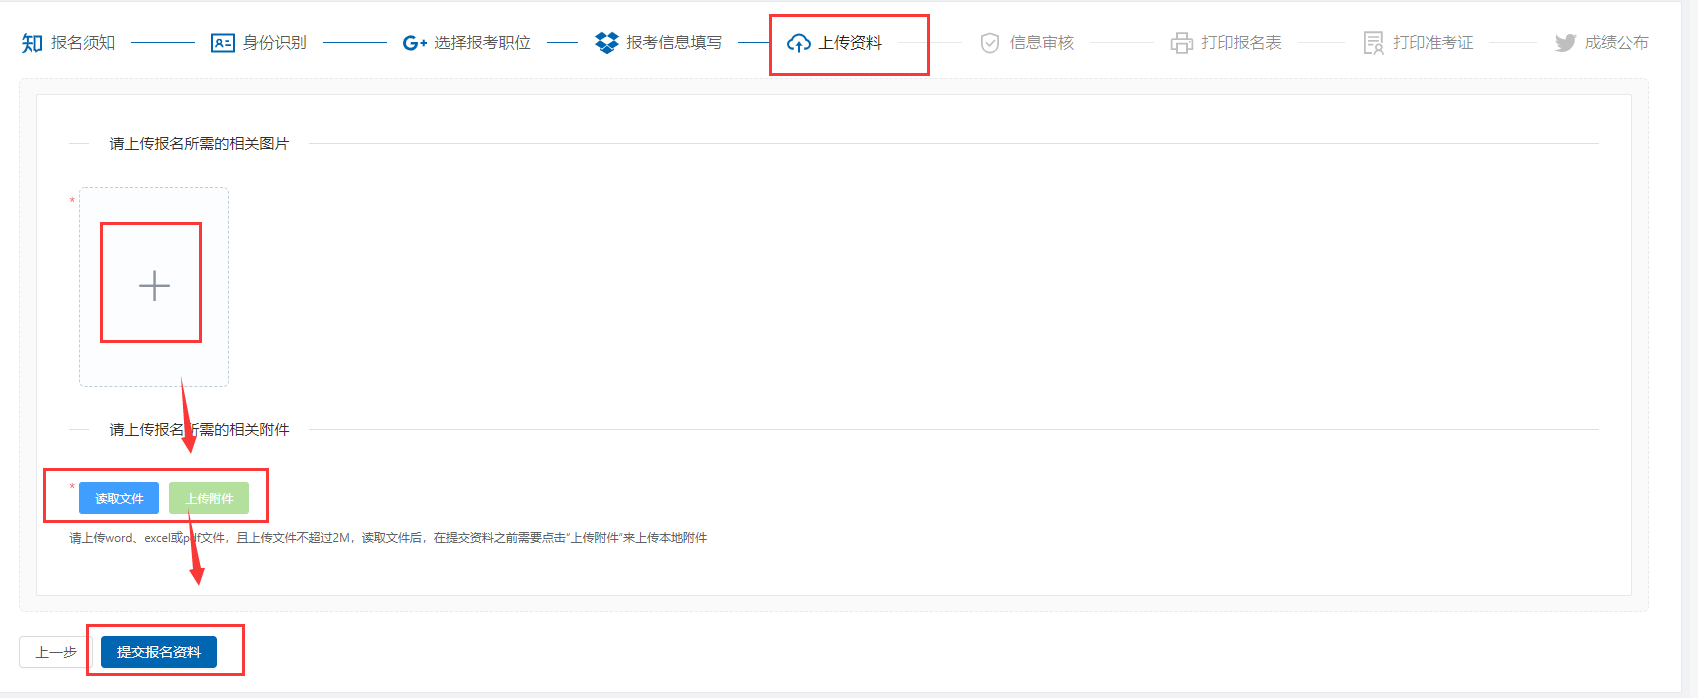 知 报名须知 身份识别 G+ 选择报考职位 报考信息填写 上传资料 信息审核 打印报名表 打印准考证 成绩公布
请上传报名所需的相关图片
*
请上传报名所需的相关附件
* 读取文件 上传附件
请上传word、excel或pdf文件，且上传文件不超过2M，读取文件后，在提交资料之前需要点击“上传附件”来上传本地附件
上一步 提交报名资料